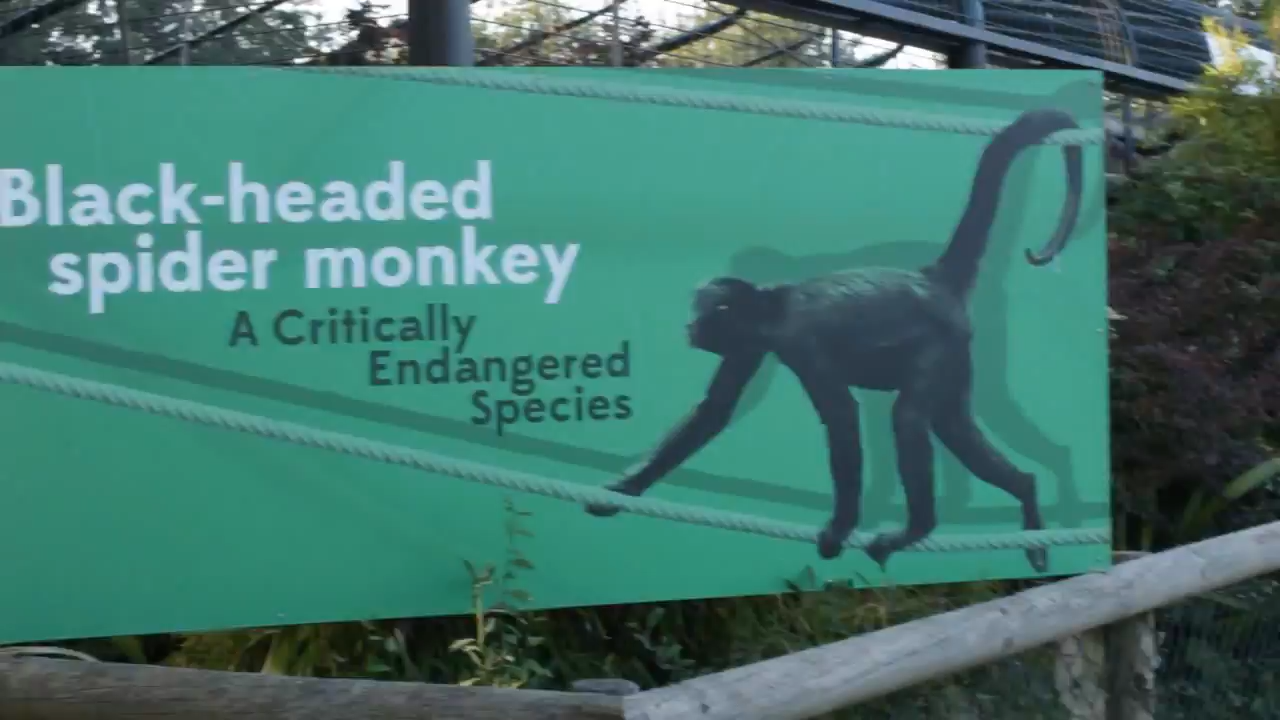 Black-headed
spider monkey
A Critically
Endangered
Species